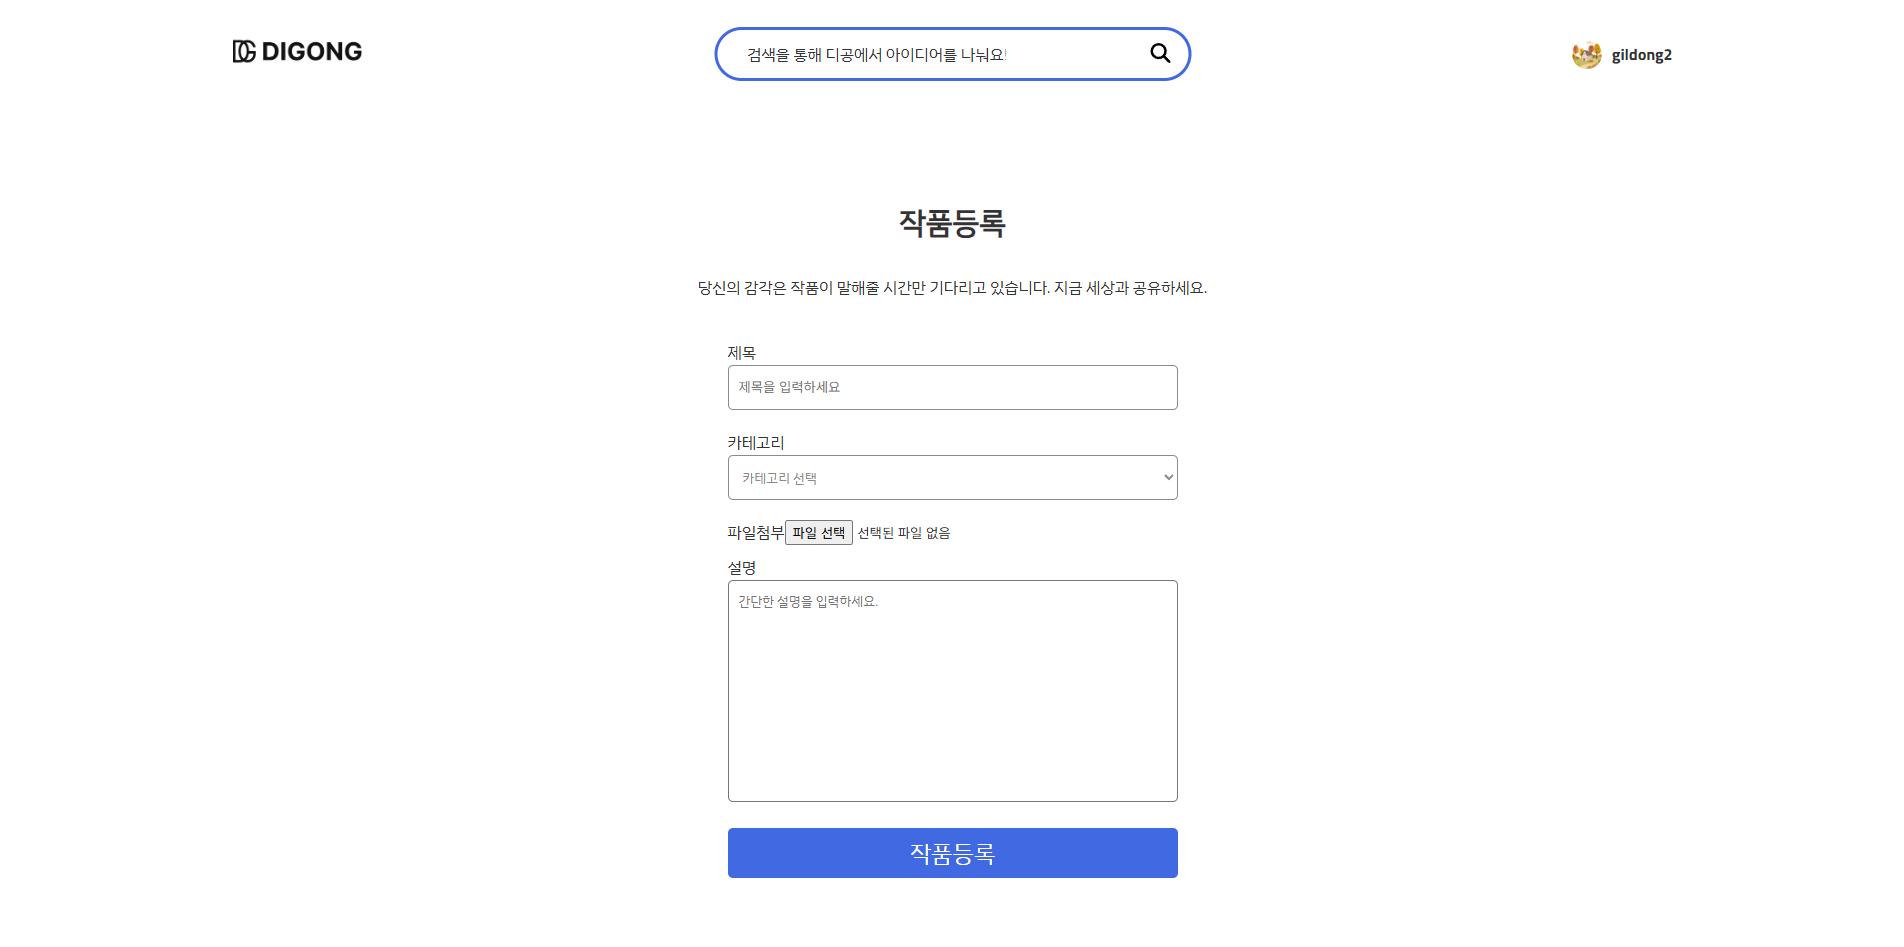 DG DIGONG
검색을 통해 디공에서 아이디어를 나눠요!
gildong2
작품등록
당신의 감각은 작품이 말해줄 시간만 기다리고 있습니다. 지금 세상과 공유하세요.
제목
제목을 입력하세요
카테고리
카테고리 선택
파일첨부 파일 선택 선택된 파일 없음
설명
간단한 설명을 입력하세요.
작품등록